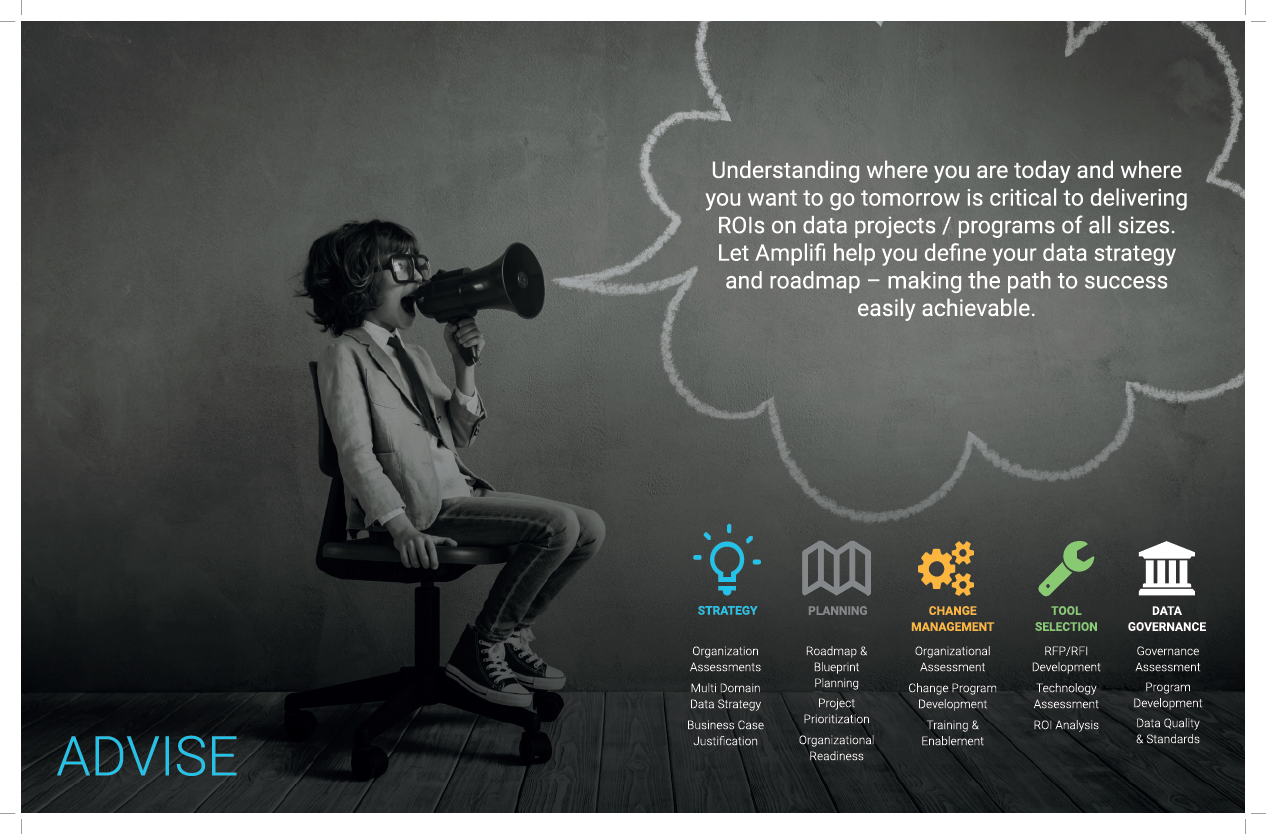 Understanding where you are today and where
you want to go tomorrow is critical to delivering
ROIs on data projects / programs of all sizes.
Let Amplifi help you define your data strategy
and roadmap – making the path to success
easily achievable.
STRATEGY
Organization
Assessments
Multi Domain
Data Strategy
Business Case
Justification
PLANNING
Roadmap &
Blueprint
Planning
Project
Prioritization
Organizational
Readiness
CHANGE
MANAGEMENT
Organizational
Assessment
Change Program
Development
Training &
Enablement
TOOL
SELECTION
RFP/RFI
Development
Technology
Assessment
ROI Analysis
DATA
GOVERNANCE
Governance
Assessment
Program
Development
Data Quality
& Standards
ADVISE